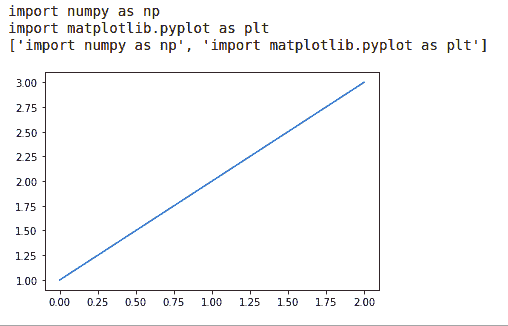 import numpy as np
import matplotlib.pyplot as plt
['import numpy as np', 'import matplotlib.pyplot as plt']
3.00
2.75
2.50
2.25
2.00
1.75
1.50
1.25
1.00
0.00 0.25 0.50 0.75 1.00 1.25 1.50 1.75 2.00